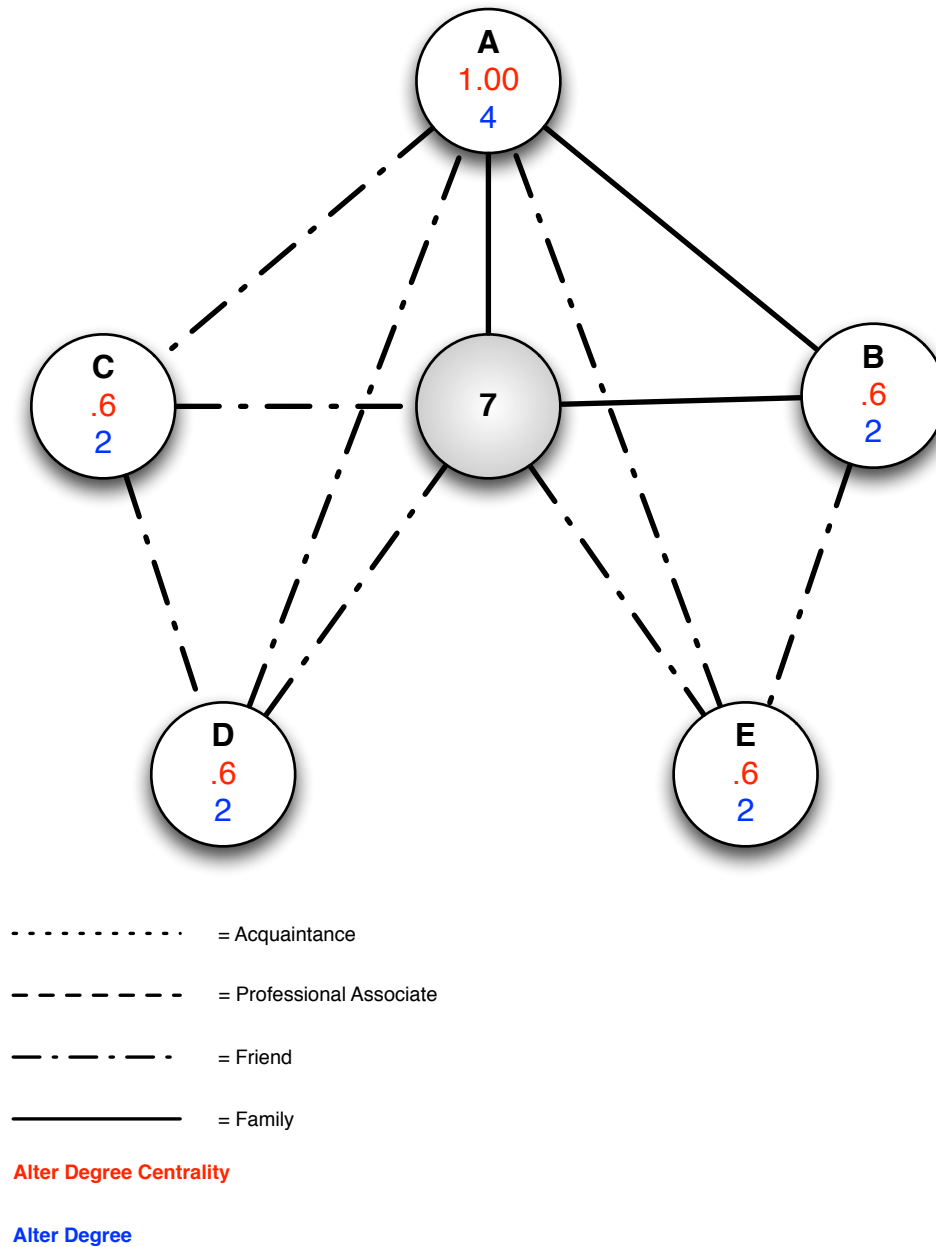 A
1.00
4
C
.6
2
7
B
.6
2
D
.6
2
E
.6
2
= Acquaintance
= Professional Associate
= Friend
= Family
Alter Degree Centrality
Alter Degree